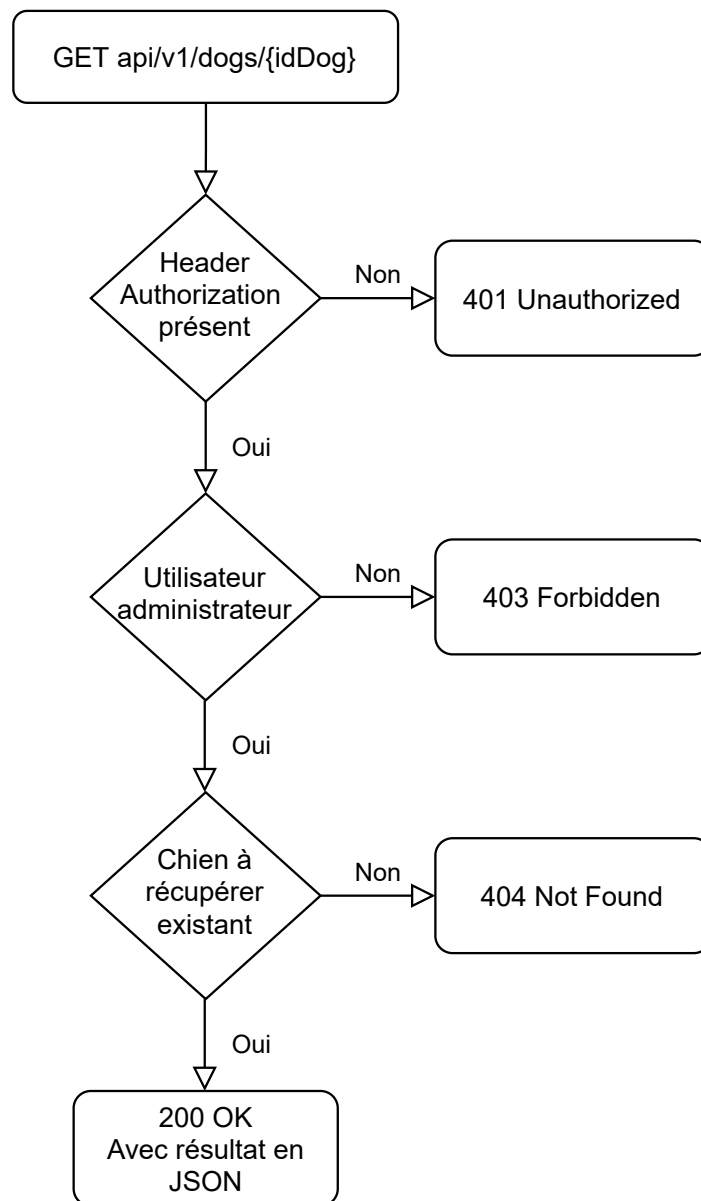 GET api/v1/dogs/{idDog}
Header
Authorization
présent
Non
401 Unauthorized
Oui
Utilisateur
administrateur
Non
403 Forbidden
Oui
Chien à
récupérer
existant
Non
404 Not Found
Oui
200 OK
Avec résultat en
JSON